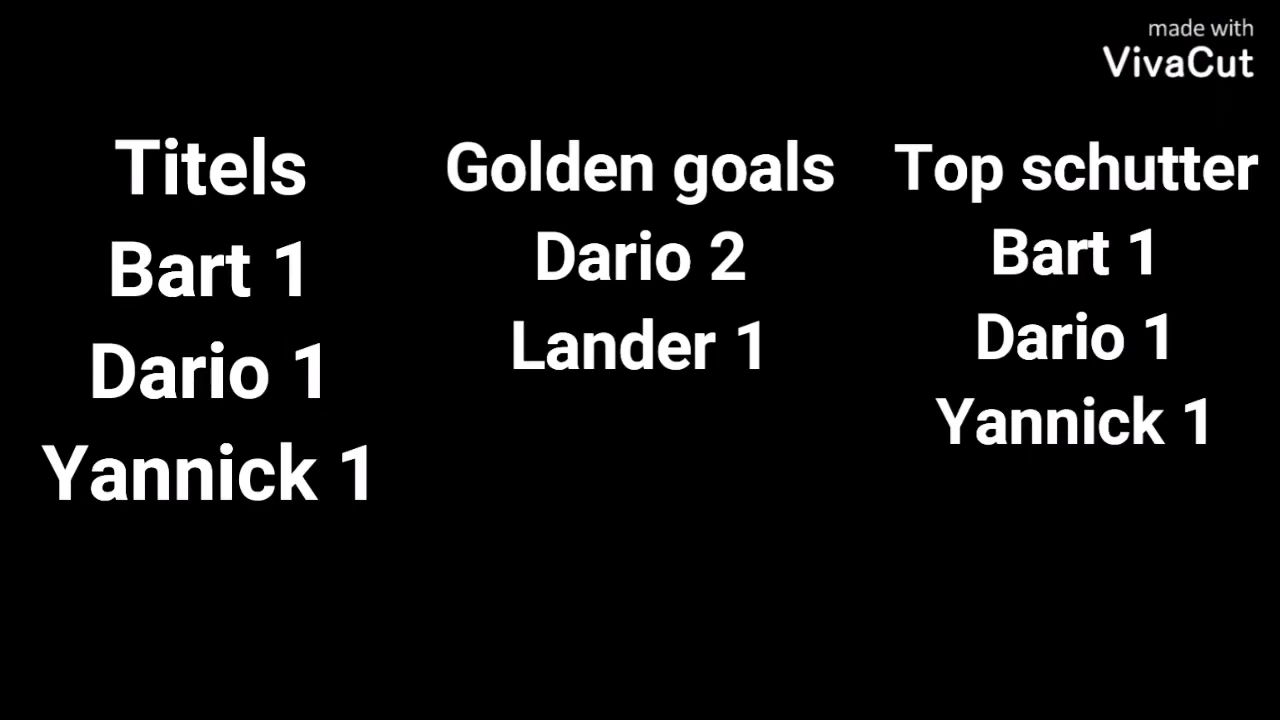 made with
VivaCut
Titels
Bart 1
Dario 1
Yannick 1
Golden goals
Dario 2
Lander 1
Top schutter
Bart 1
Dario 1
Yannick 1